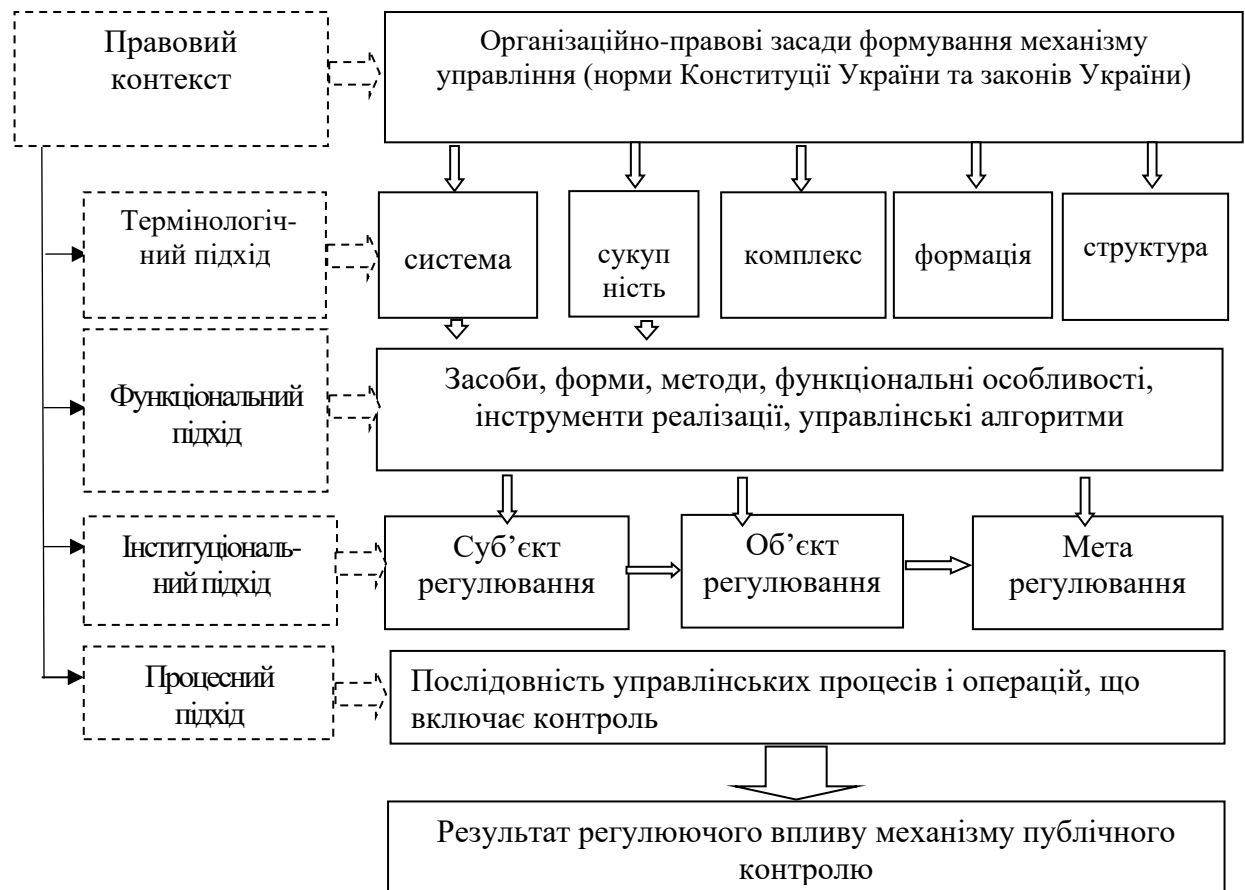 Правовий
контекст
Організаційно-правові засади формування механізму
управління (норми Конституції України та законів України)
Термінологіч-
ний підхід
система
сукуп
ність
комплекс
формація
структура
Функціональний
підхід
Засоби, форми, методи, функціональні особливості,
інструменти реалізації, управлінські алгоритми
Інституціональ-
ний підхід
Суб’єкт
регулювання
Об’єкт
регулювання
Мета
регулювання
Процесний
підхід
Послідовність управлінських процесів і операцій, що
включає контроль
Результат регулюючого впливу механізму публічного
контролю